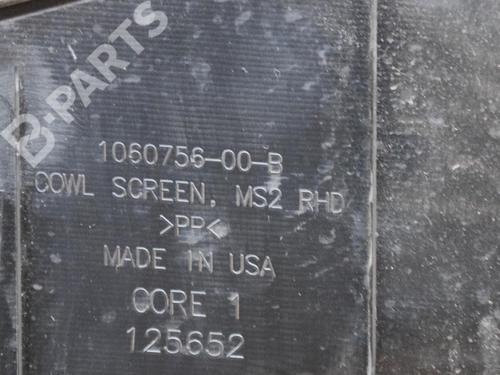 B-PARTS
1060756-00-B
COWL SCREEN, MS2 RHD
>PP<
MADE IN USA
CORE 1
125652